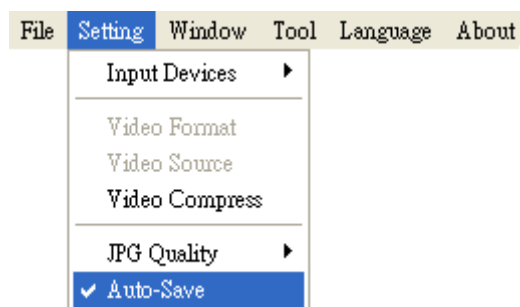 File Setting Window Tool Language About
Input Devices
Video Format
Video Source
Video Compress
JPG Quality
Auto-Save